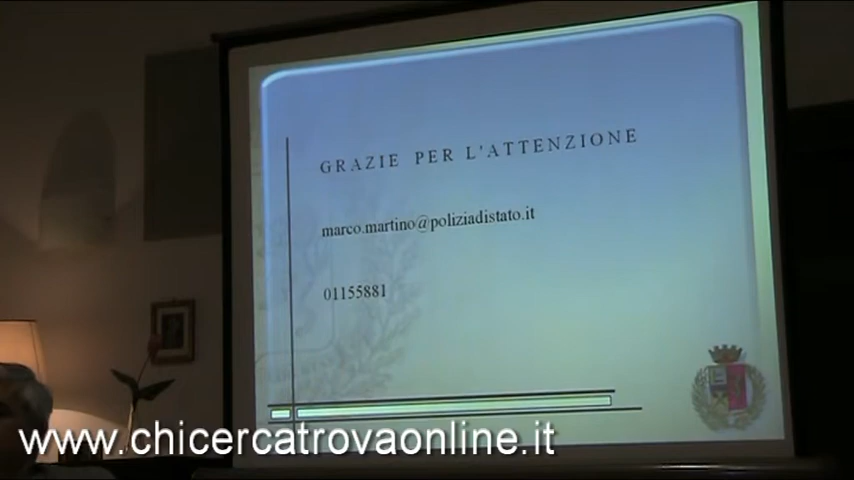 GRAZIE PER L'ATTENZIONE
marco.martino@poliziadistato.it
01155881
www.chicercatrovaonline.it